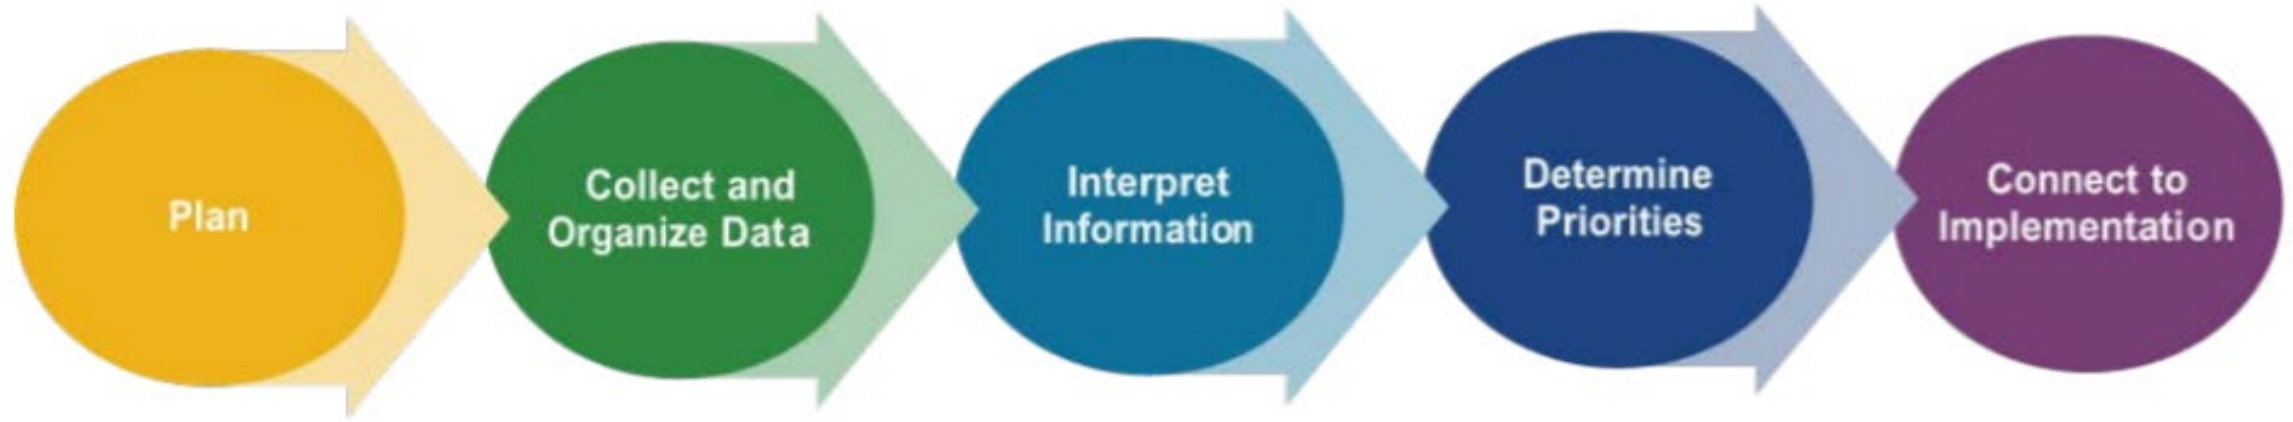 Plan
Collect and
Organize Data
Interpret
Information
Determine
Priorities
Connect to
Implementation